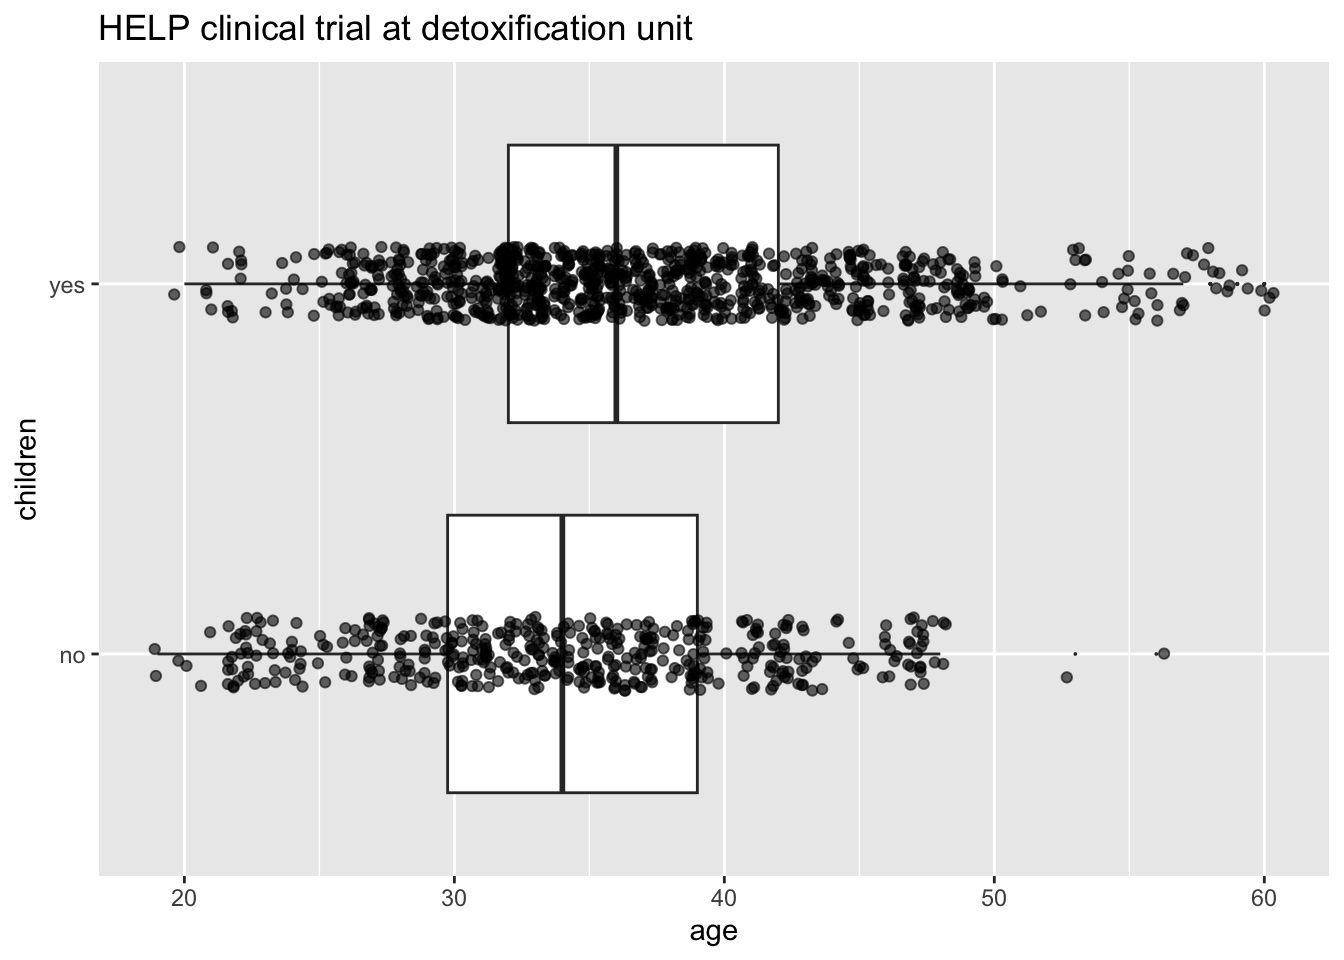 HELP clinical trial at detoxification unit
yes
no
children
20 30 40 50 60
age